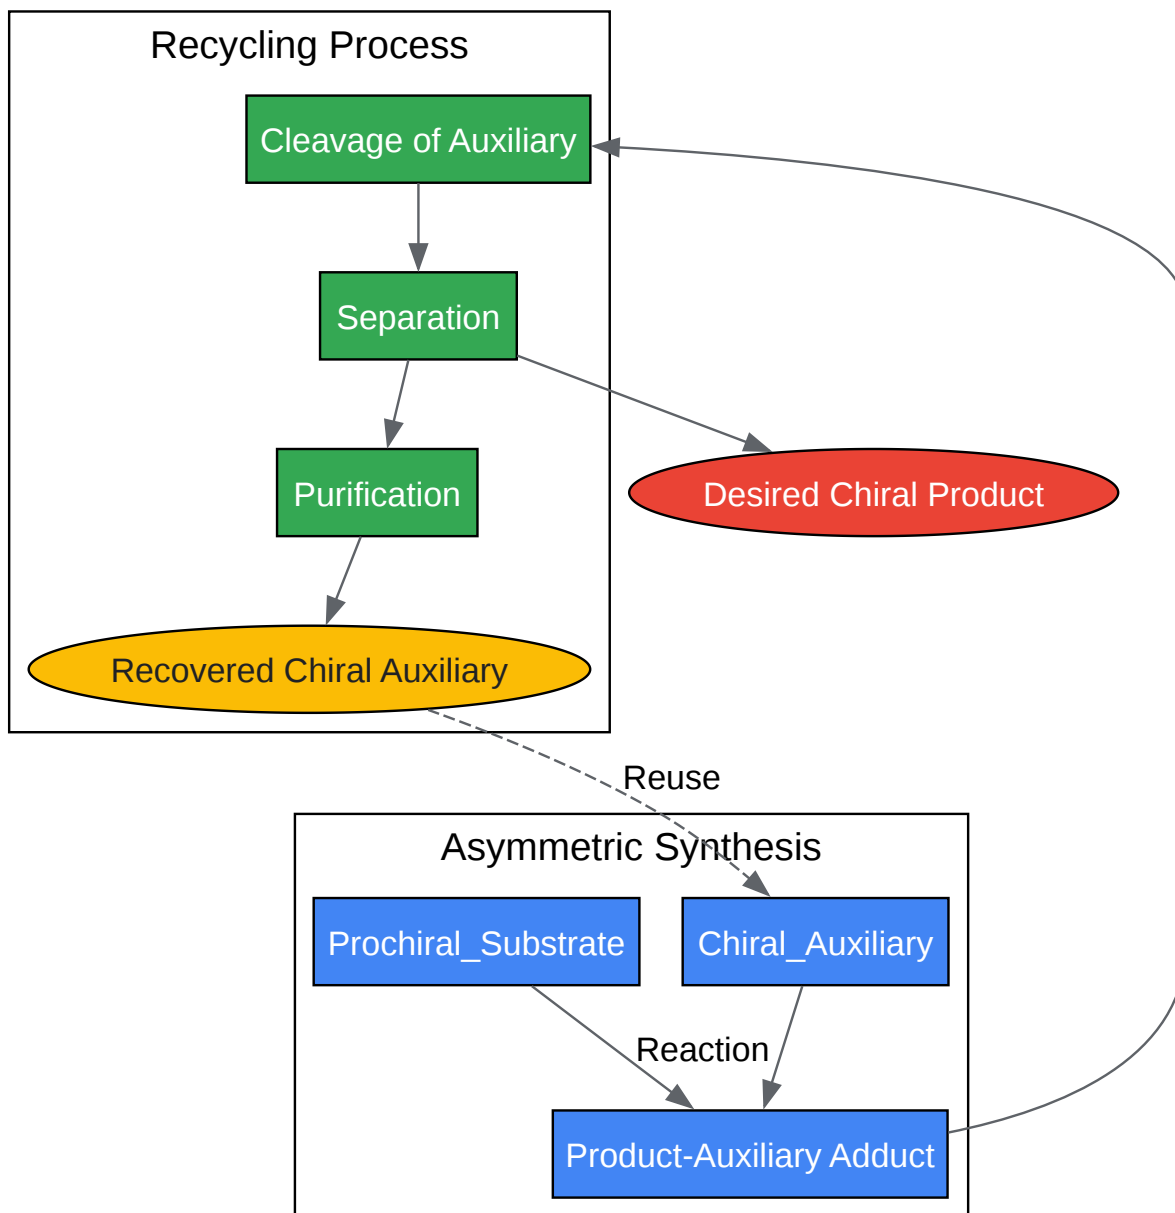 Recycling Process
Cleavage of Auxiliary
Separation
Purification
Desired Chiral Product
Recovered Chiral Auxiliary
Reuse
Asymmetric Synthesis
Prochiral_Substrate
Chiral_Auxiliary
Reaction
Product-Auxiliary Adduct